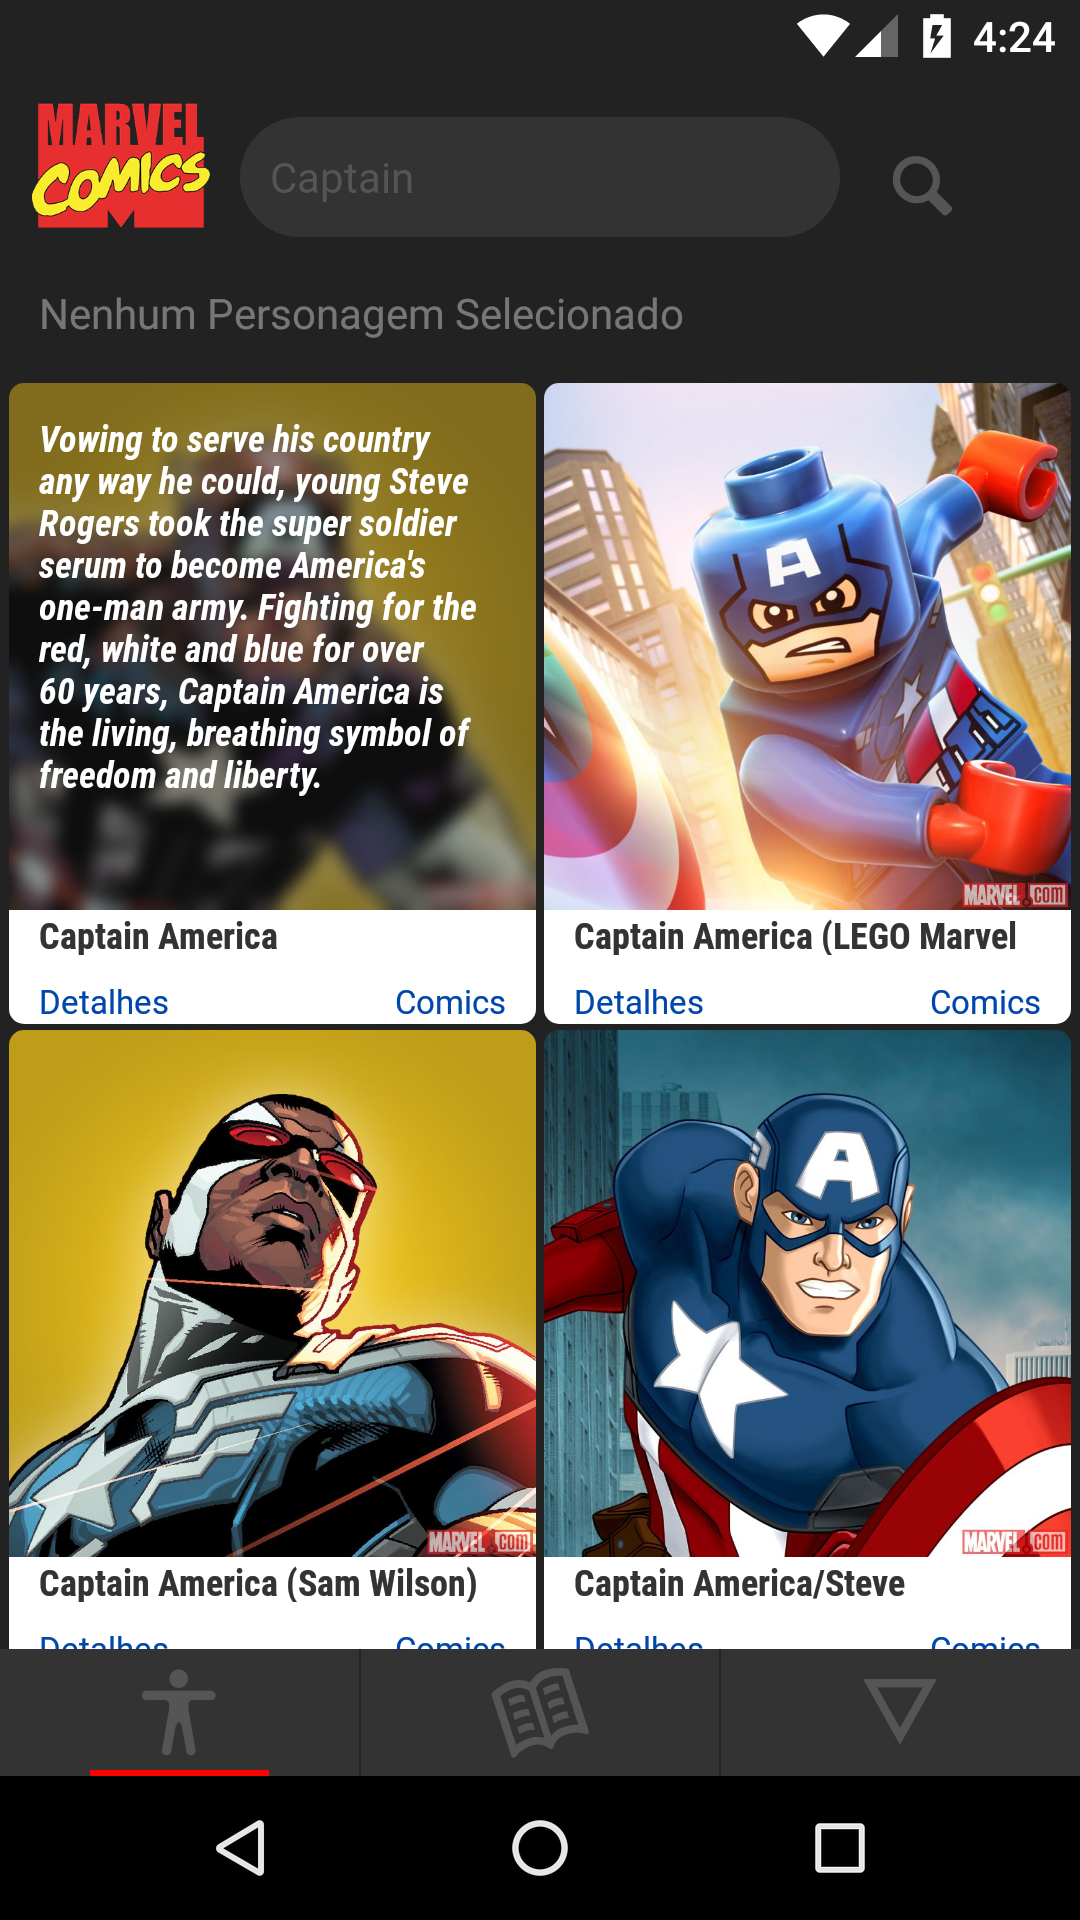 4:24
MARVEL
COMICS
Captain
Nenhum Personagem Selecionado
Vowing to serve his country
any way he could, young Steve
Rogers took the super soldier
serum to become America's
one-man army. Fighting for the
red, white and blue for over
60 years, Captain America is
the living, breathing symbol of
freedom and liberty.
A
MARVEL.com
Captain America
Captain America (LEGO Marvel
Detalhes
Comics
Detalhes
Comics
A
MARVEL.com
MARVEL.com
Captain America (Sam Wilson)
Captain America/Steve
Detalhes
Comics
Detalhes
Comics